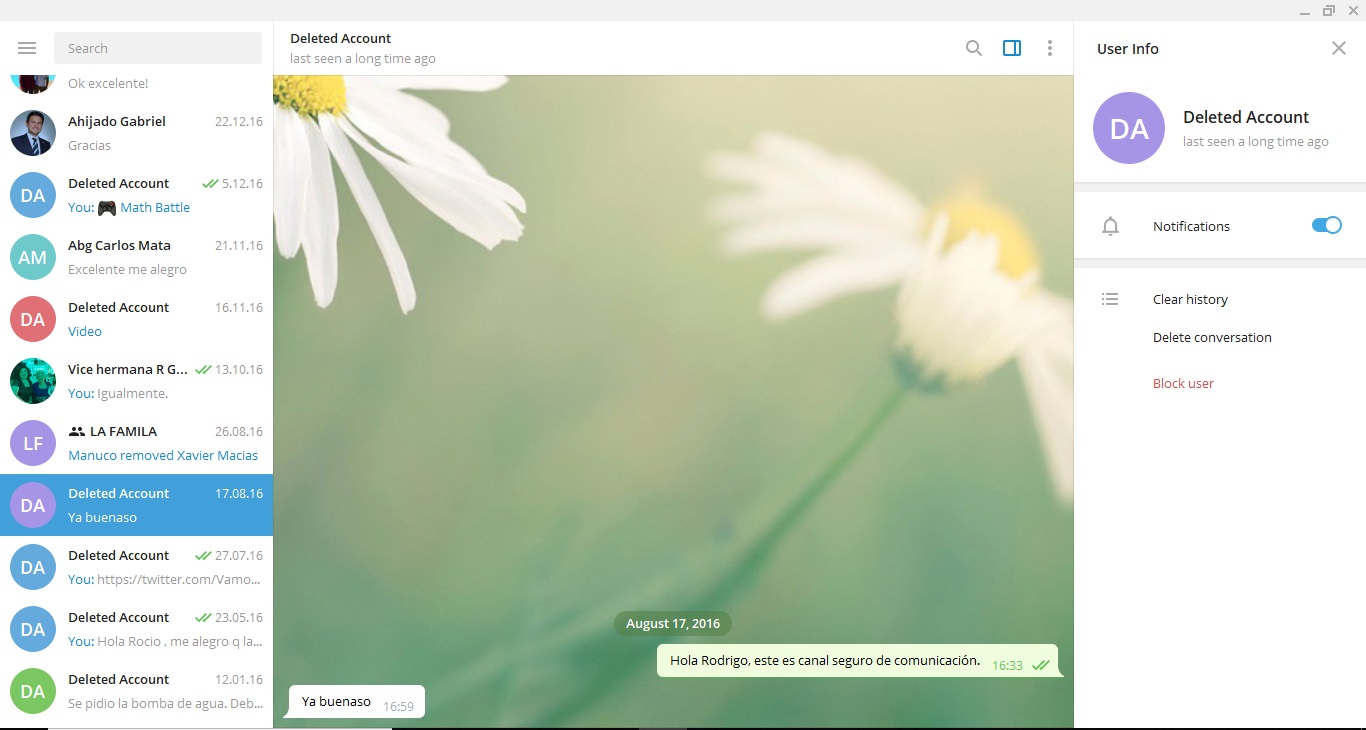 Search
Ok excelente!
Ahijado Gabriel 22.12.16
Gracias
DA Deleted Account 5.12.16
You: 🎮 Math Battle
AM Abg Carlos Mata 21.11.16
Excelente me alegro
DA Deleted Account 16.11.16
Video
Vice hermana R G... 13.10.16
You: Igualmente.
LF LA FAMILA 26.08.16
Manuco removed Xavier Macias
DA Deleted Account 17.08.16
Ya buenaso
DA Deleted Account 27.07.16
You: https://twitter.com/Vamo...
DA Deleted Account 23.05.16
You: Hola Rocio , me alegro q la...
DA Deleted Account 12.01.16
Se pidio la bomba de agua. Deb...
Deleted Account
last seen a long time ago
August 17, 2016
Hola Rodrigo, este es canal seguro de comunicación. 16:33
Ya buenaso 16:59
User Info
DA Deleted Account
last seen a long time ago
Notifications
Clear history
Delete conversation
Block user